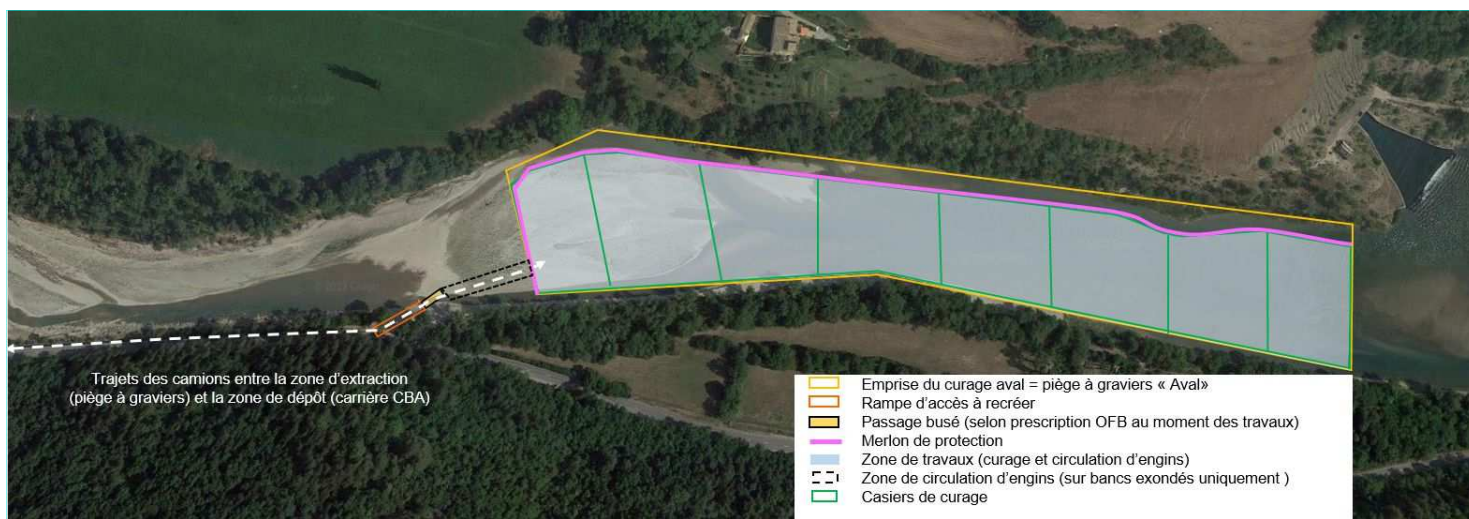 Trajets des camions entre la zone d’extraction
(piège à graviers) et la zone de dépôt (carrière CBA)
Emprise du curage aval = piège à graviers « Aval»
Rampe d’accès à recréer
Passage busé (selon prescription OFB au moment des travaux)
Merlon de protection
Zone de travaux (curage et circulation d’engins)
Zone de circulation d’engins (sur bancs exondés uniquement )
Casiers de curage